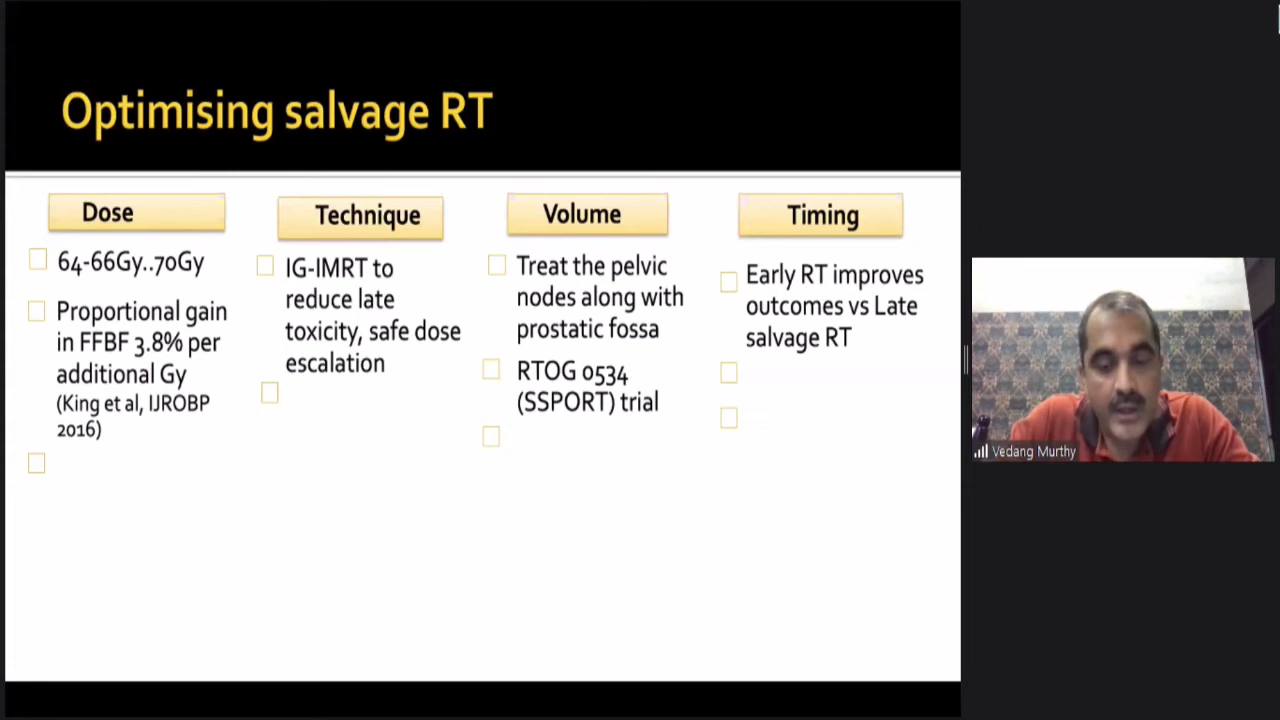 Optimising salvage RT
Dose
64-66Gy..70Gy
Proportional gain
in FFBF 3.8% per
additional Gy
(King et al, IJROBP
2016)
Technique
IG-IMRT to
reduce late
toxicity, safe dose
escalation
Volume
Treat the pelvic
nodes along with
prostatic fossa
RTOG 0534
(SSPORT) trial
Timing
Early RT improves
outcomes vs Late
salvage RT
Vedang Murthy